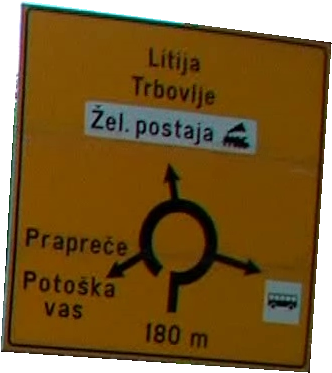 Litija
Trbovlje
Žel. postaja
Prapreče
Potoška
vas
180 m